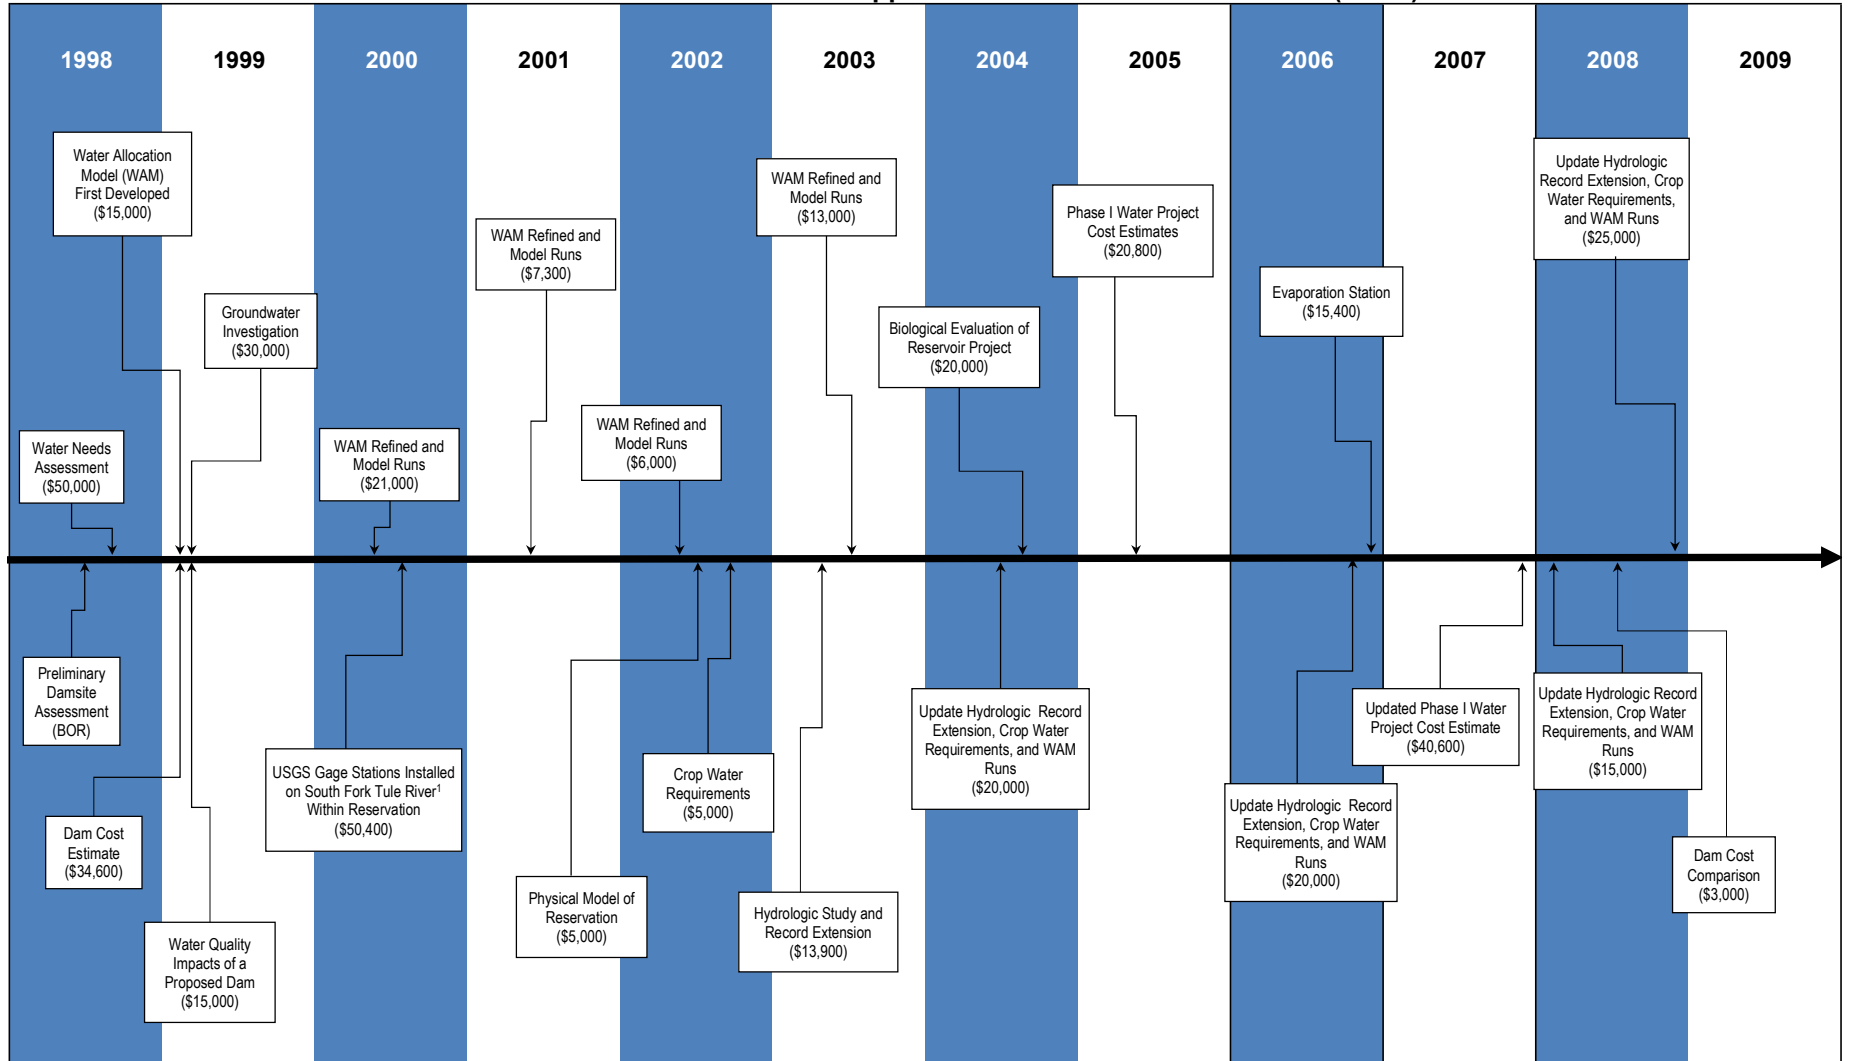 1998 1999 2000 2001 2002 2003 2004 2005 2006 2007 2008 2009
Water Allocation
Model (WAM)
First Developed
($15,000)
Groundwater
Investigation
($30,000)
Water Needs
Assessment
($50,000)
WAM Refined and
Model Runs
($21,000)
WAM Refined and
Model Runs
($7,300)
WAM Refined and
Model Runs
($6,000)
WAM Refined and
Model Runs
($13,000)
Biological Evaluation of
Reservoir Project
($20,000)
Phase I Water Project
Cost Estimates
($20,800)
Evaporation Station
($15,400)
Update Hydrologic
Record Extension, Crop
Water Requirements,
and WAM Runs
($25,000)
Preliminary
Damsite
Assessment
(BOR)
Dam Cost
Estimate
($34,600)
Water Quality
Impacts of a
Proposed Dam
($15,000)
USGS Gage Stations Installed
on South Fork Tule River¹
Within Reservation
($50,400)
Physical Model of
Reservation
($5,000)
Crop Water
Requirements
($5,000)
Hydrologic Study and
Record Extension
($13,900)
Update Hydrologic Record
Extension, Crop Water
Requirements, and WAM
Runs
($20,000)
Update Hydrologic Record
Extension, Crop Water
Requirements, and WAM
Runs
($20,000)
Updated Phase I Water
Project Cost Estimate
($40,600)
Update Hydrologic Record
Extension, Crop Water
Requirements, and WAM
Runs
($15,000)
Dam Cost
Comparison
($3,000)